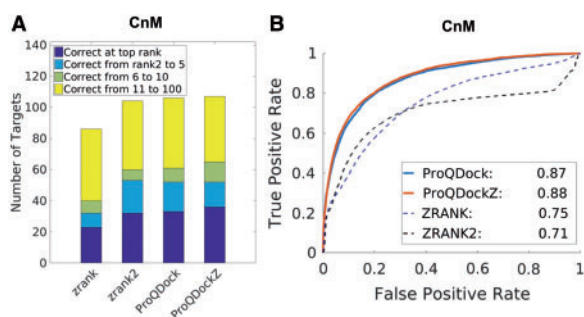 A
CnM
Number of Targets
140
120
100
80
60
40
20
0
Correct at top rank
Correct from rank2 to 5
Correct from 6 to 10
Correct from 11 to 100
zrank
zrank2
ProQDock
ProQDockZ
B
CnM
True Positive Rate
1
0.8
0.6
0.4
0.2
0
ProQDock: 0.87
ProQDockZ: 0.88
ZRANK: 0.75
ZRANK2: 0.71
0 0.2 0.4 0.6 0.8 1
False Positive Rate